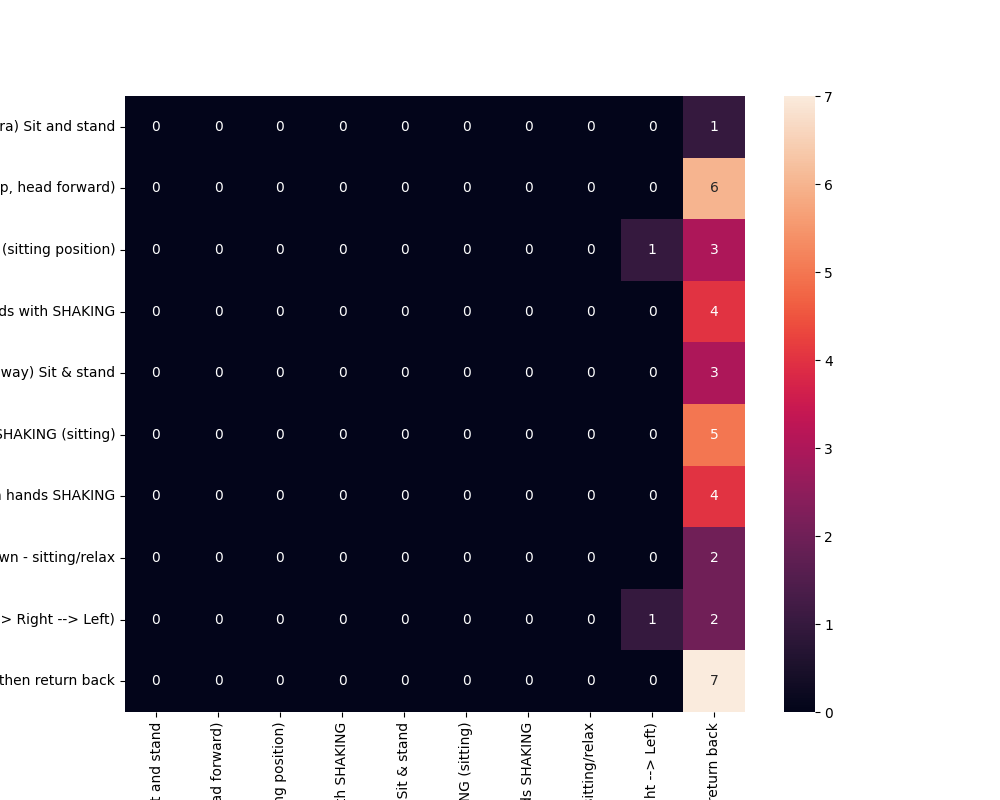 ra) Sit and stand 0 0 0 0 0 0 0 0 0 1
p, head forward) 0 0 0 0 0 0 0 0 0 6
(sitting position) 0 0 0 0 0 0 0 0 1 3
ds with SHAKING 0 0 0 0 0 0 0 0 0 4
way) Sit & stand 0 0 0 0 0 0 0 0 0 3
SHAKING (sitting) 0 0 0 0 0 0 0 0 0 5
hands SHAKING 0 0 0 0 0 0 0 0 0 4
wn - sitting/relax 0 0 0 0 0 0 0 0 0 2
> Right --> Left) 0 0 0 0 0 0 0 0 1 2
then return back 0 0 0 0 0 0 0 0 0 7
t and stand
ad forward)
ng position)
th SHAKING
Sit & stand
NG (sitting)
ds SHAKING
sitting/relax
ht --> Left)
return back
7
6
5
4
3
2
1
0